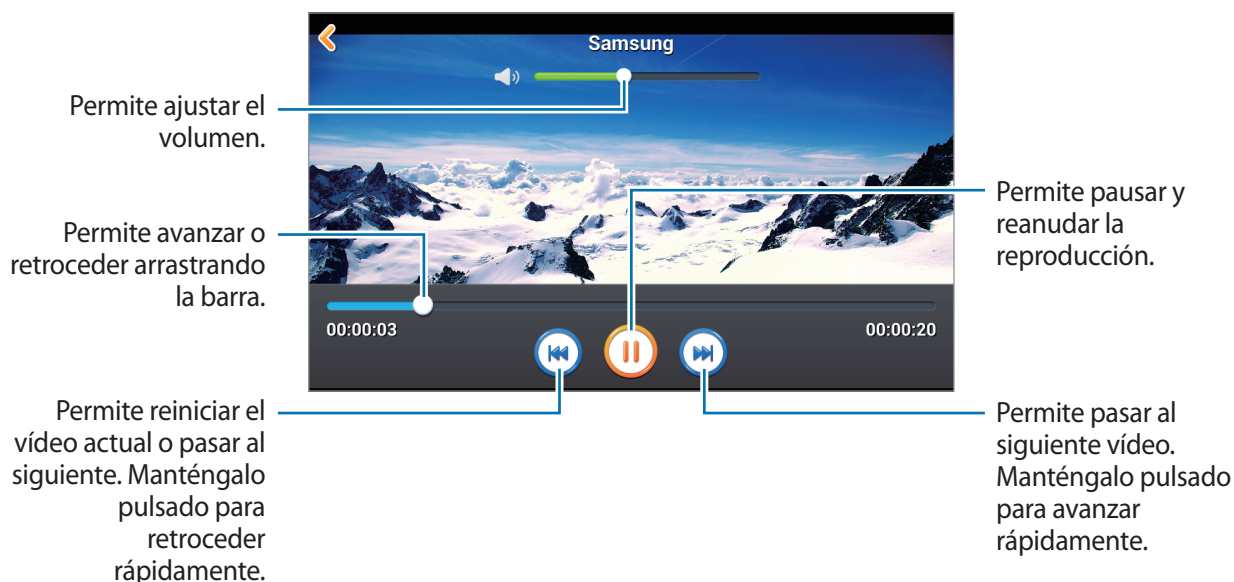 Samsung
Permite ajustar el
volumen.
Permite avanzar o
retroceder arrastrando
la barra.
Permite pausar y
reanudar la
reproducción.
00:00:03
00:00:20
Permite reiniciar el
vídeo actual o pasar al
siguiente. Manténgalo
pulsado para
retroceder
rápidamente.
Permite pasar al
siguiente vídeo.
Manténgalo pulsado
para avanzar
rápidamente.